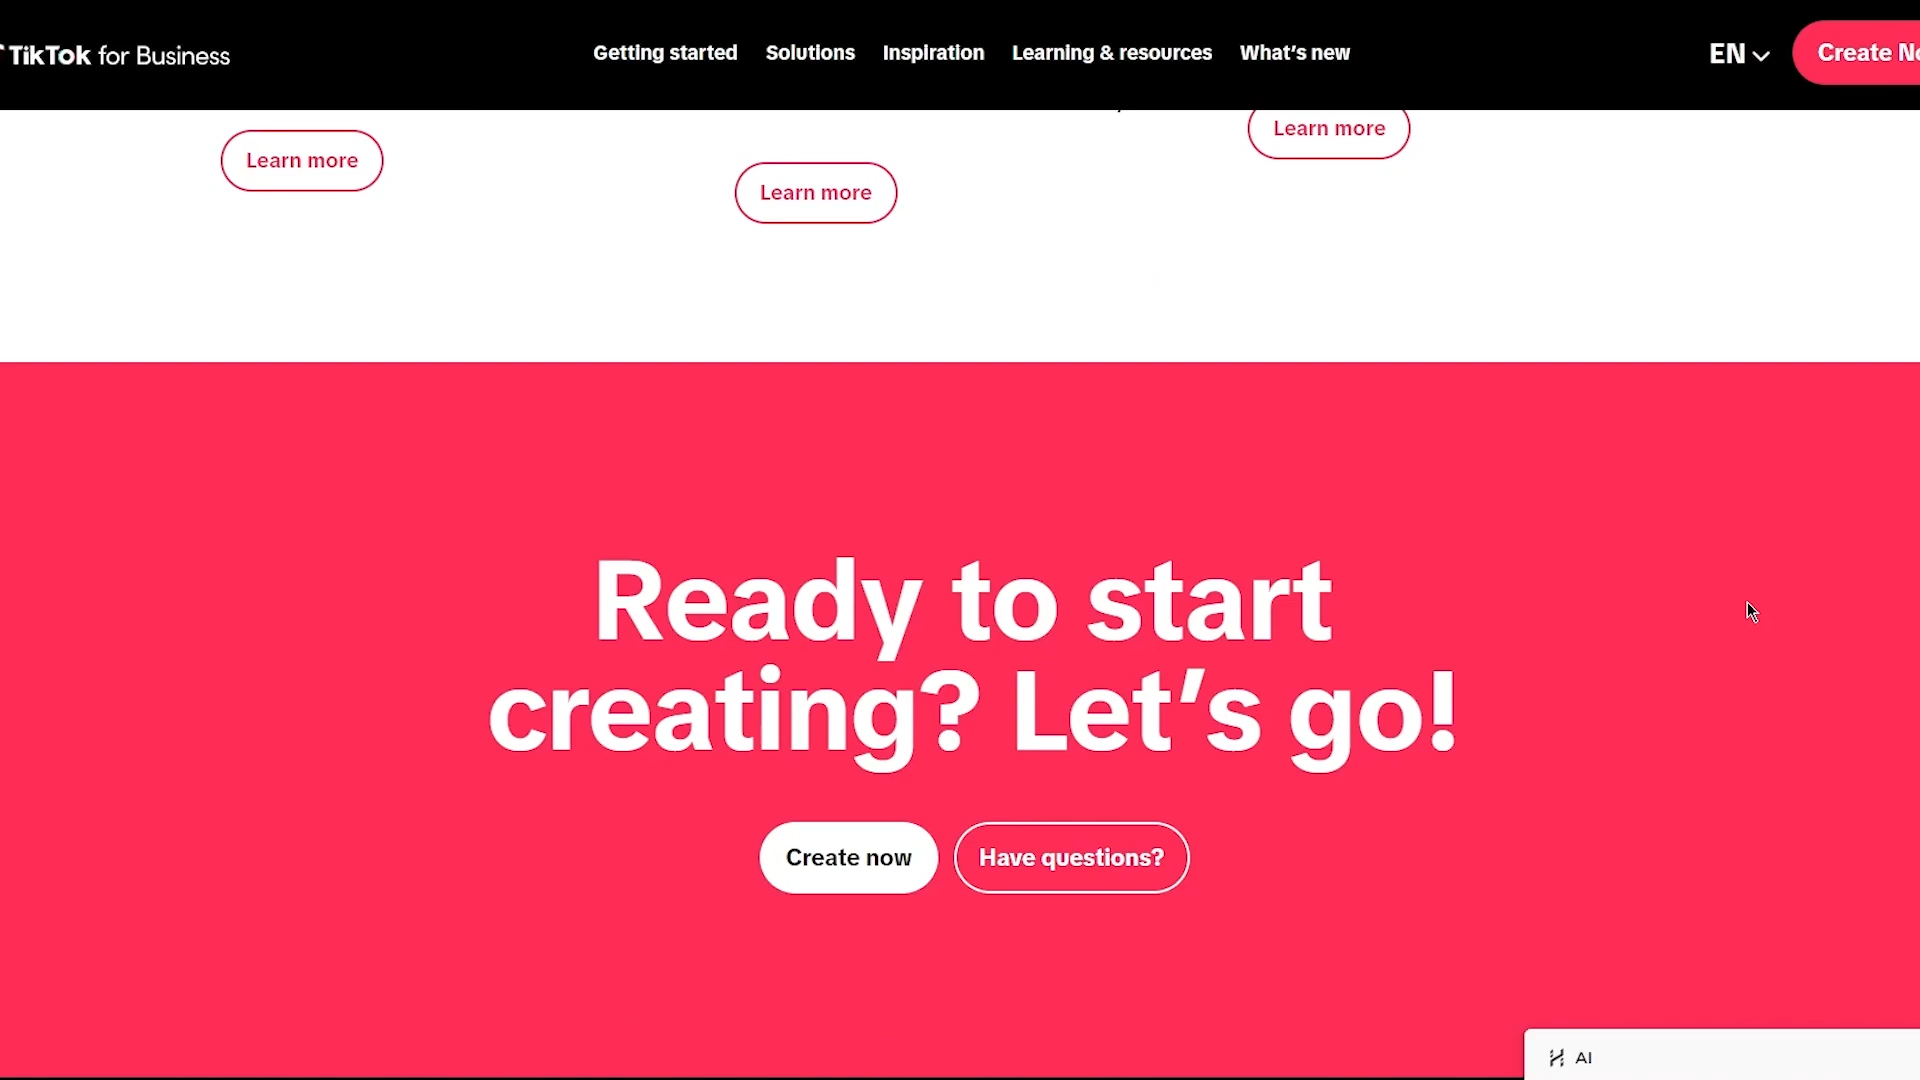 TikTok for Business
Getting started Solutions Inspiration Learning & resources What's new
EN
Create
Learn more
Learn more
Learn more
Ready to start
creating? Let's go!
Create now
Have questions?
AI